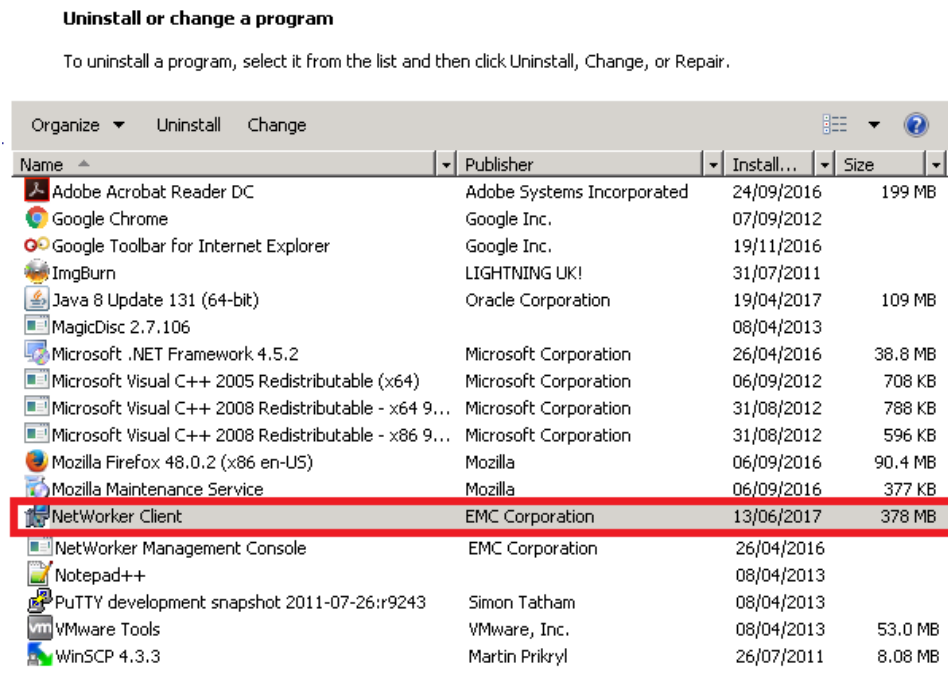 Uninstall or change a program
To uninstall a program, select it from the list and then click Uninstall, Change, or Repair.
Organize Uninstall Change ?
Name Publisher Install... Size
Adobe Acrobat Reader DC Adobe Systems Incorporated 24/09/2016 199 MB
Google Chrome Google Inc. 07/09/2012
Google Toolbar for Internet Explorer Google Inc. 19/11/2016
ImgBurn LIGHTNING UK! 31/07/2011
Java 8 Update 131 (64-bit) Oracle Corporation 19/04/2017 109 MB
MagicDisc 2.7.106 08/04/2013
Microsoft .NET Framework 4.5.2 Microsoft Corporation 26/04/2016 38.8 MB
Microsoft Visual C++ 2005 Redistributable (x64) Microsoft Corporation 06/09/2012 708 KB
Microsoft Visual C++ 2008 Redistributable - x64 9... Microsoft Corporation 31/08/2012 788 KB
Microsoft Visual C++ 2008 Redistributable - x86 9... Microsoft Corporation 31/08/2012 596 KB
Mozilla Firefox 48.0.2 (x86 en-US) Mozilla 06/09/2016 90.4 MB
Mozilla Maintenance Service Mozilla 06/09/2016 377 KB
NetWorker Client EMC Corporation 13/06/2017 378 MB
NetWorker Management Console EMC Corporation 26/04/2016
Notepad++ 08/04/2013
PuTTY development snapshot 2011-07-26:r9243 Simon Tatham 08/04/2013
vm VMware Tools VMware, Inc. 08/04/2013 53.0 MB
WinSCP 4.3.3 Martin Prikryl 26/07/2011 8.08 MB